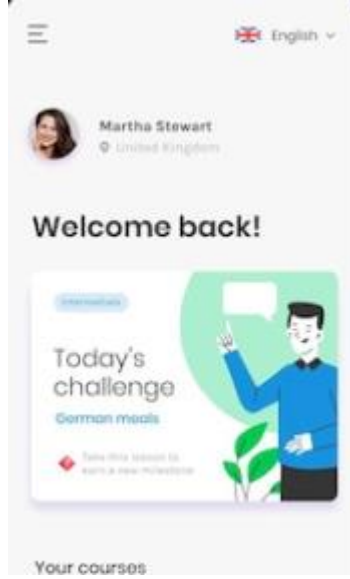 English
Martha Stewart
United Kingdom
Welcome back!
Intermediate
Today's
challenge
German meals
Take this lesson to
earn a new milestone
Your courses